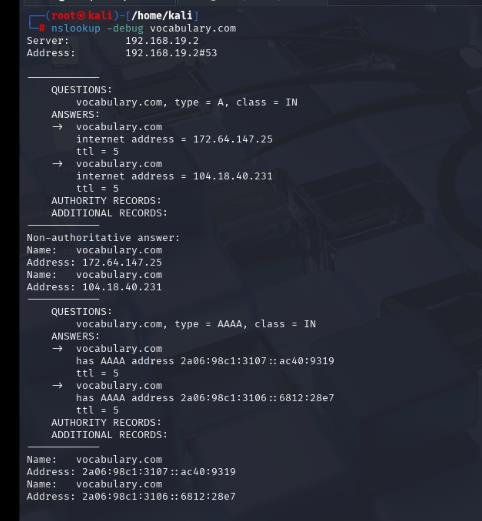 ┌──(root㉿kali)-[/home/kali]
└─# nslookup -debug vocabulary.com
Server:         192.168.19.2
Address:        192.168.19.2#53

------------
    QUESTIONS:
        vocabulary.com, type = A, class = IN
    ANSWERS:
    →  vocabulary.com
        internet address = 172.64.147.25
        ttl = 5
    →  vocabulary.com
        internet address = 104.18.40.231
        ttl = 5
    AUTHORITY RECORDS:
    ADDITIONAL RECORDS:
------------
Non-authoritative answer:
Name:   vocabulary.com
Address: 172.64.147.25
Name:   vocabulary.com
Address: 104.18.40.231
------------
    QUESTIONS:
        vocabulary.com, type = AAAA, class = IN
    ANSWERS:
    →  vocabulary.com
        has AAAA address 2a06:98c1:3107::ac40:9319
        ttl = 5
    →  vocabulary.com
        has AAAA address 2a06:98c1:3106::6812:28e7
        ttl = 5
    AUTHORITY RECORDS:
    ADDITIONAL RECORDS:
------------
Name:   vocabulary.com
Address: 2a06:98c1:3107::ac40:9319
Name:   vocabulary.com
Address: 2a06:98c1:3106::6812:28e7